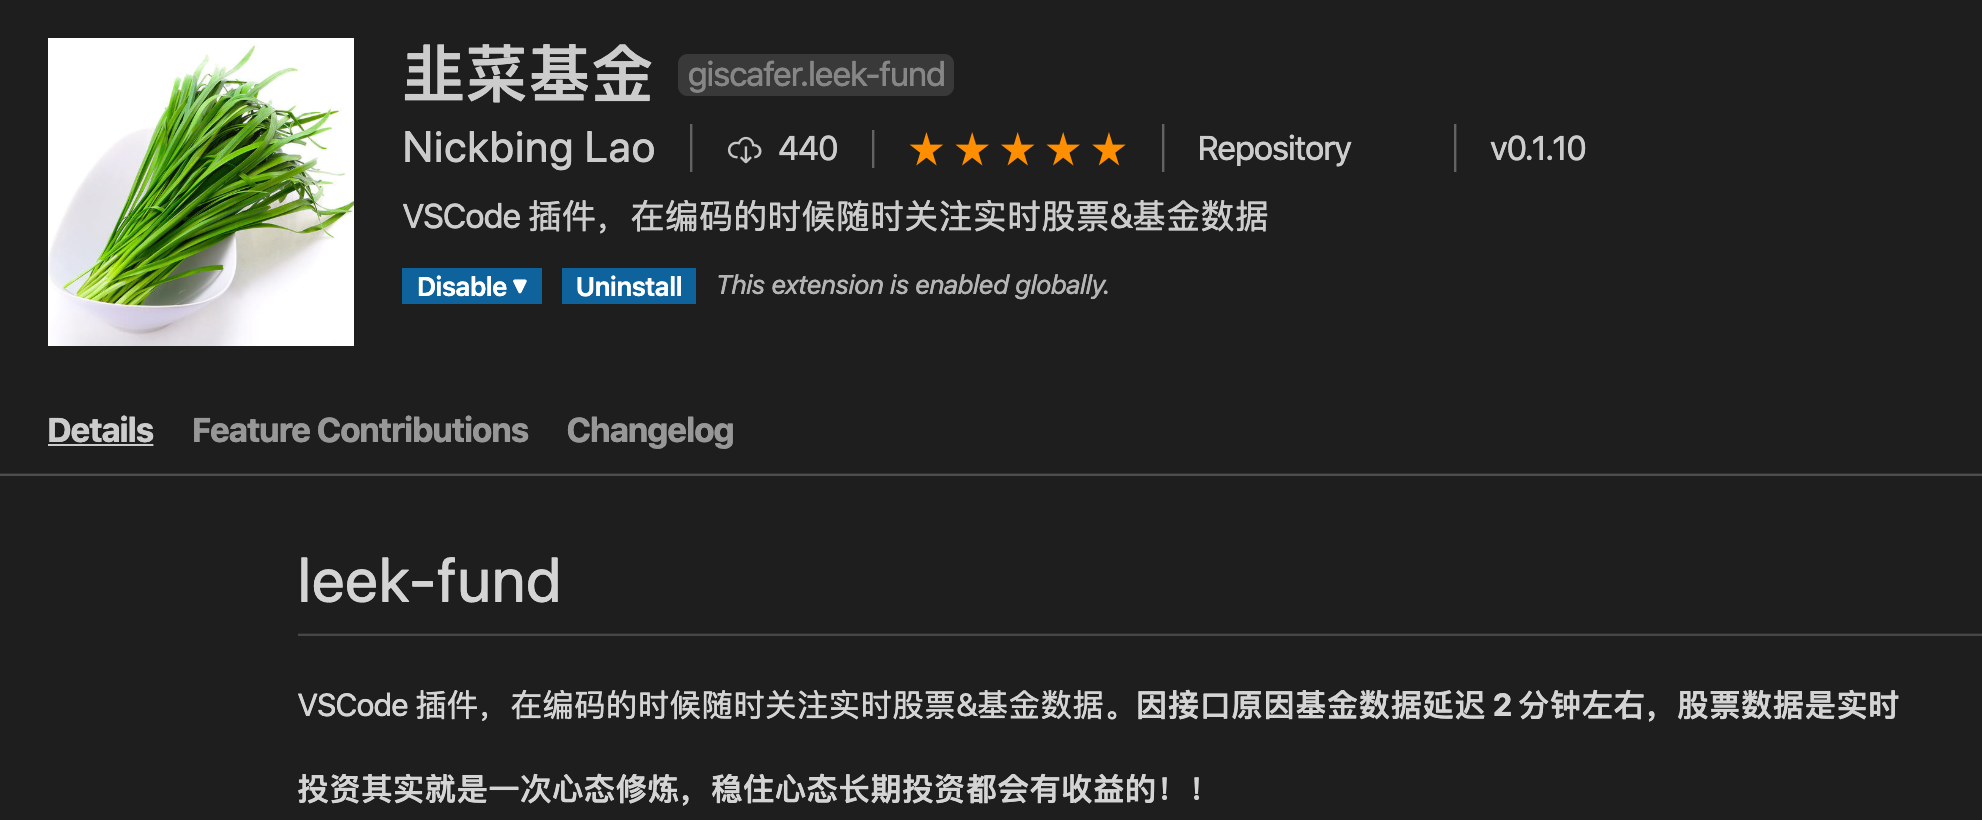 韭菜基金 giscafer.leek-fund
Nickbing Lao 440 ★★★★★ Repository v0.1.10
VSCode 插件，在编码的时候随时关注实时股票&基金数据
Disable ▼ Uninstall This extension is enabled globally.
Details Feature Contributions Changelog
leek-fund
VSCode 插件，在编码的时候随时关注实时股票&基金数据。因接口原因基金数据延迟 2 分钟左右，股票数据是实时
投资其实就是一次心态修炼，稳住心态长期投资都会有收益的！！